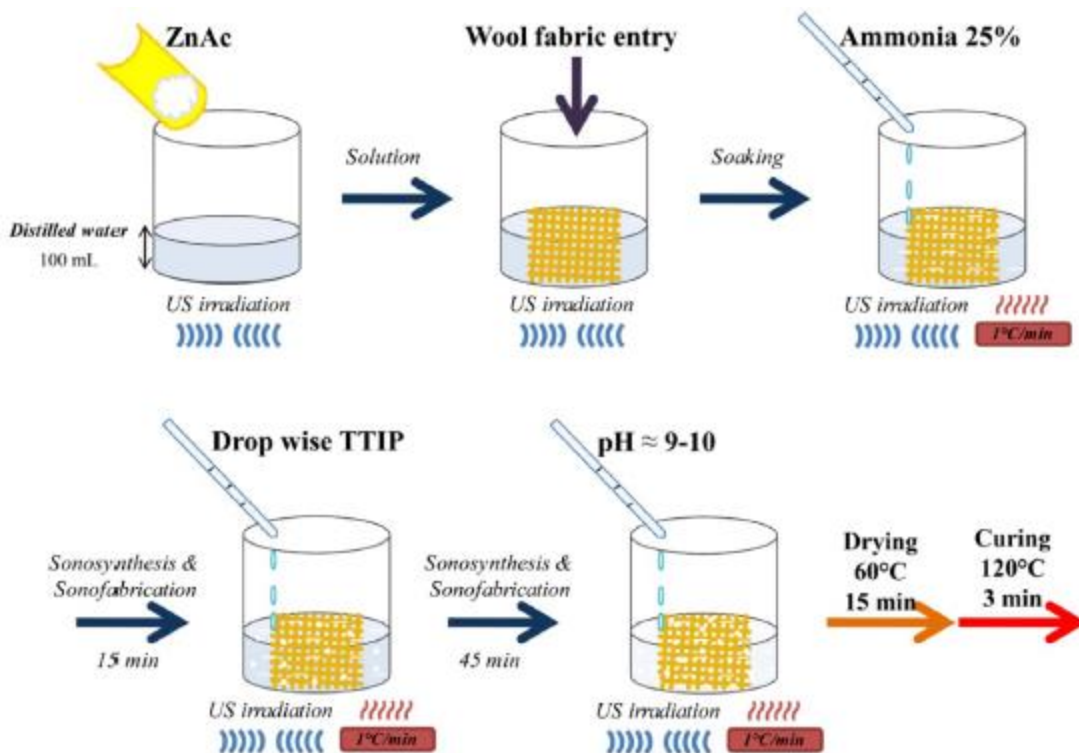 ZnAc
Wool fabric entry
Ammonia 25%
Solution
Soaking
Distilled water
100 mL
US irradiation
US irradiation
US irradiation
1°C/min
Drop wise TTIP
pH ≈ 9-10
Sonosynthesis &
Sonofabrication
15 min
Sonosynthesis &
Sonofabrication
45 min
Drying
60°C
15 min
Curing
120°C
3 min
US irradiation
1°C/min
US irradiation
1°C/min